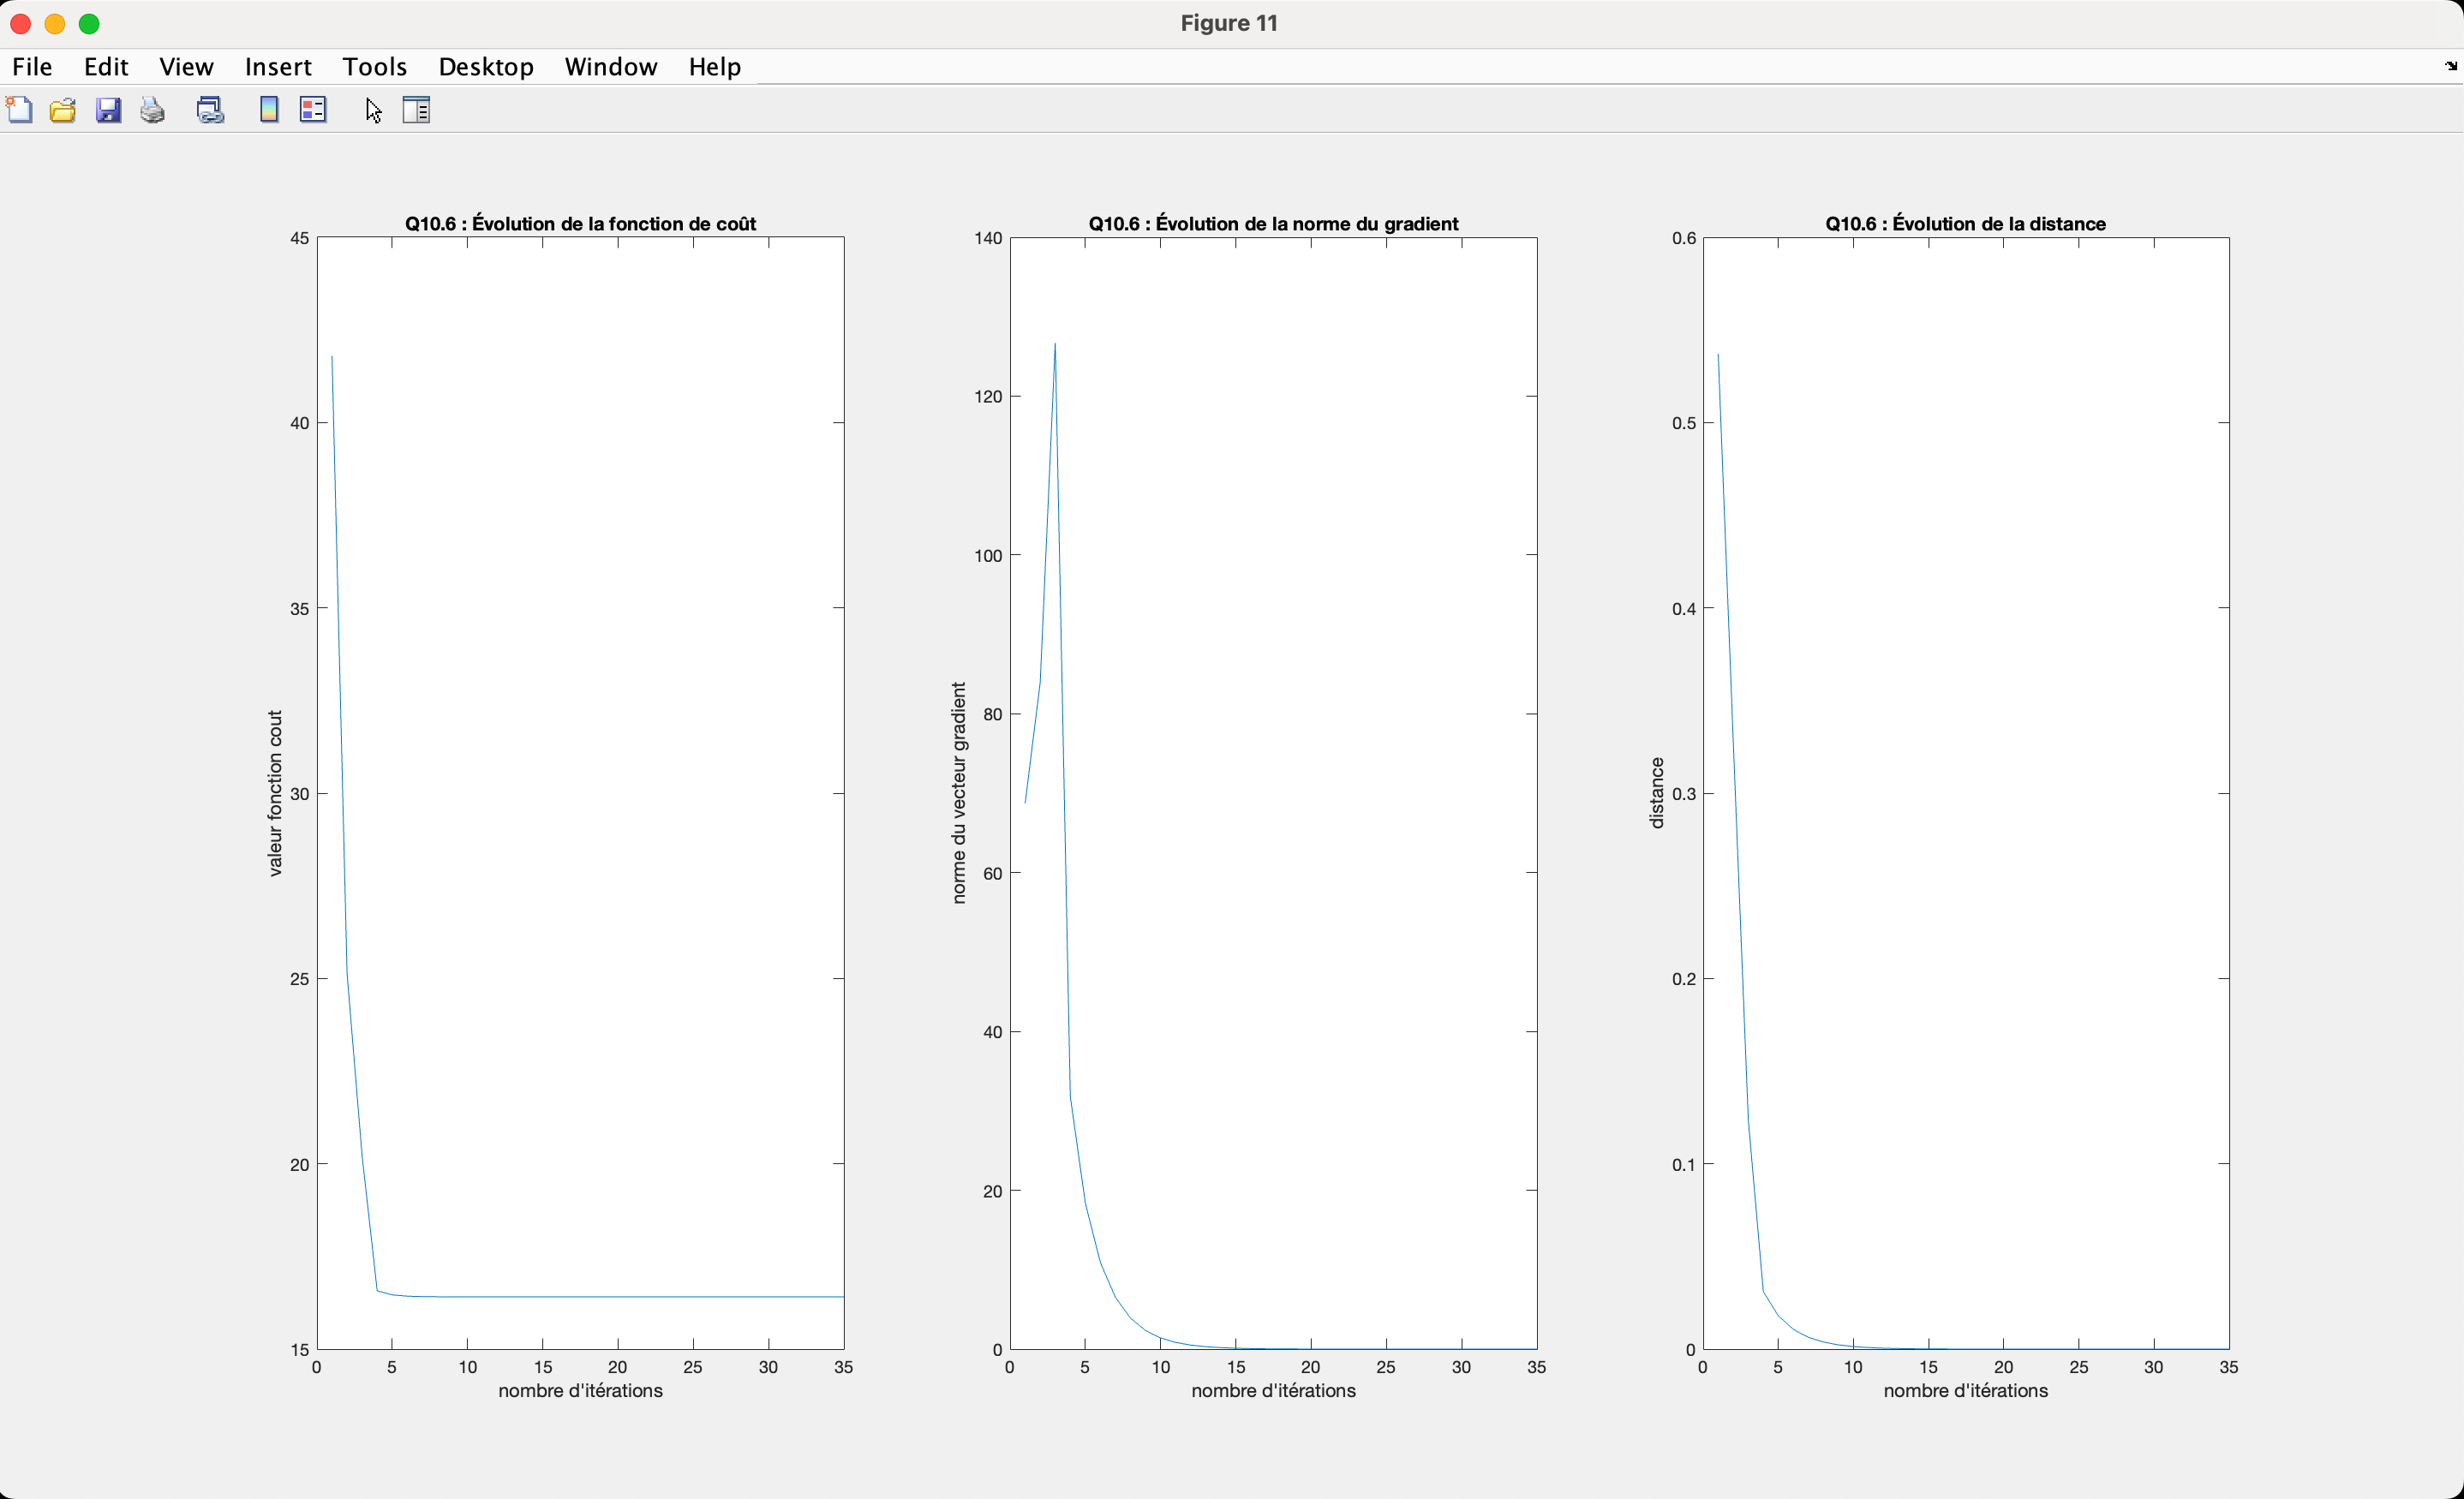 Figure 11
File Edit View Insert Tools Desktop Window Help
Q10.6 : Évolution de la fonction de coût
45
40
35
30
25
20
15
valeur fonction cout
0 5 10 15 20 25 30 35
nombre d'itérations
Q10.6 : Évolution de la norme du gradient
140
120
100
80
60
40
20
0
norme du vecteur gradient
0 5 10 15 20 25 30 35
nombre d'itérations
Q10.6 : Évolution de la distance
0.6
0.5
0.4
0.3
0.2
0.1
0
distance
0 5 10 15 20 25 30 35
nombre d'itérations